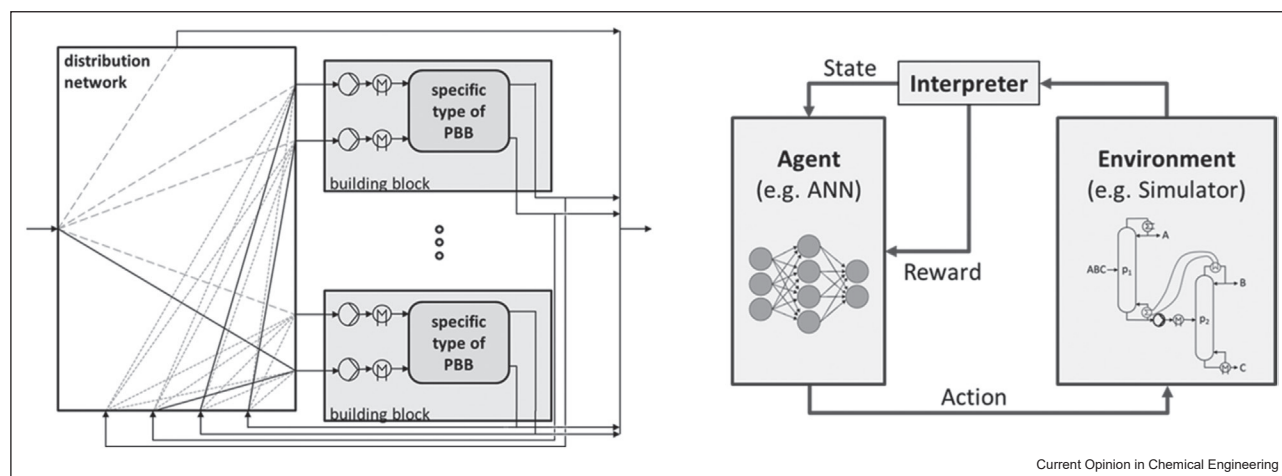 distribution
network
specific
type of
PBB
building block
specific
type of
PBB
building block
State
Interpreter
Agent
(e.g. ANN)
Environment
(e.g. Simulator)
Reward
Action
M
M
M
M
A
ABC
p₁
B
p₂
M
M
C
Current Opinion in Chemical Engineering